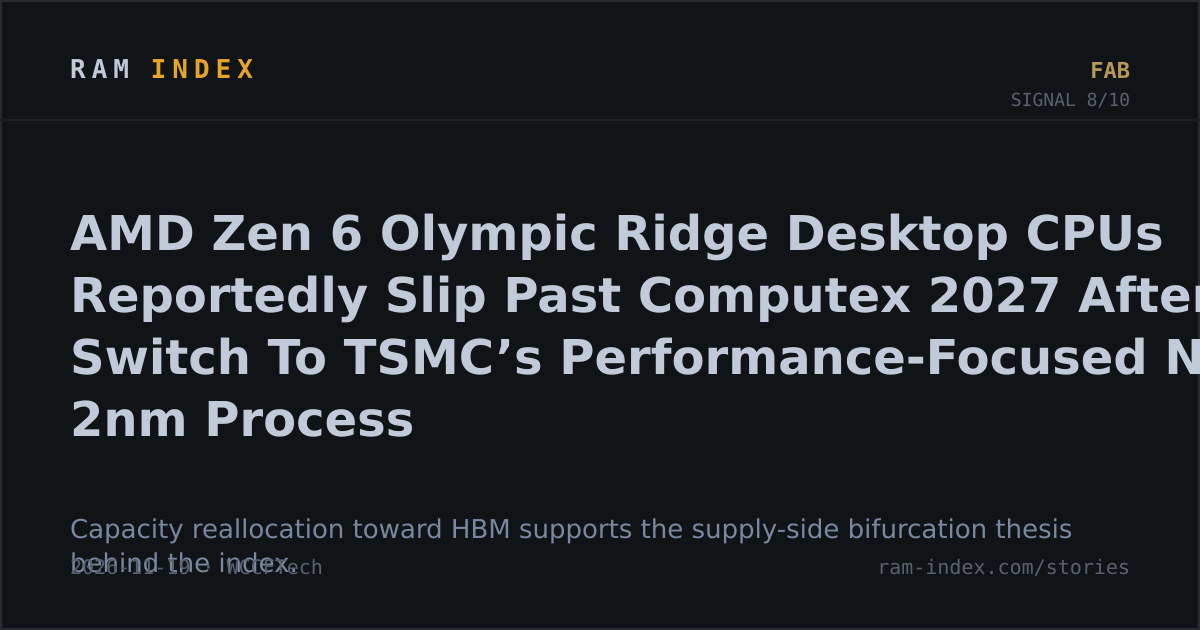 RAM INDEX
FAB
SIGNAL 8/10
AMD Zen 6 Olympic Ridge Desktop CPUs
Reportedly Slip Past Computex 2027 After
Switch To TSMC’s Performance-Focused N
2nm Process
Capacity reallocation toward HBM supports the supply-side bifurcation thesis
behind the index.
WCCFTech
ram-index.com/stories